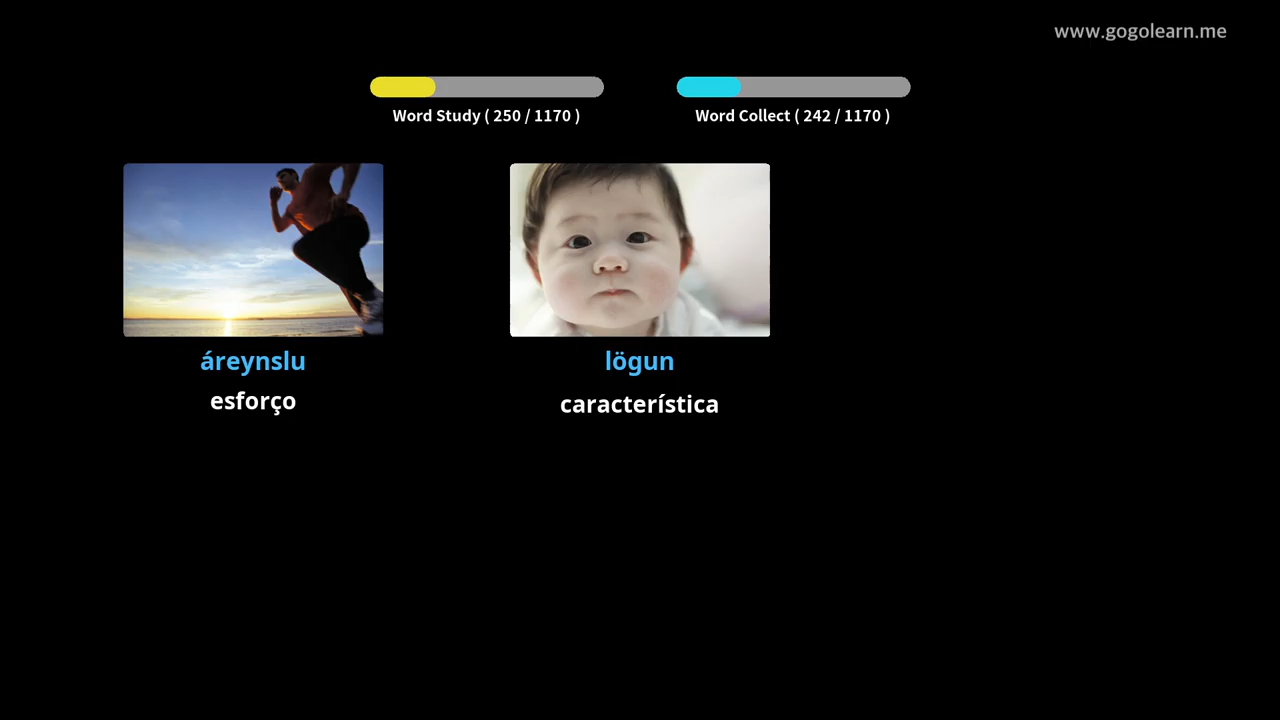 www.gogolearn.me
Word Study ( 250 / 1170 )
Word Collect ( 242 / 1170 )
áreynslu
esforço
lögun
característica